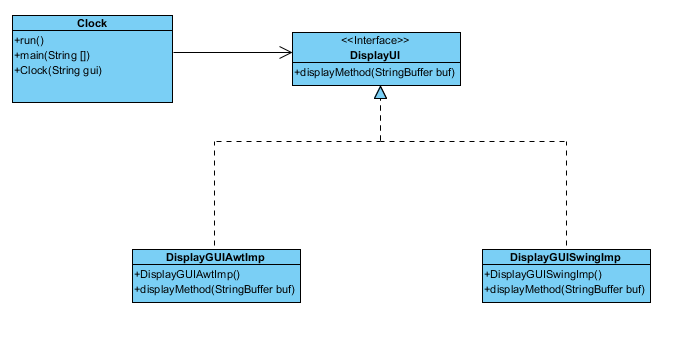 Clock
+run()
+main(String [])
+Clock(String gui)
<<Interface>>
DisplayUI
+displayMethod(StringBuffer buf)
DisplayGUIAwtImp
+DisplayGUIAwtImp()
+displayMethod(StringBuffer buf)
DisplayGUISwingImp
+DisplayGUISwingImp()
+displayMethod(StringBuffer buf)